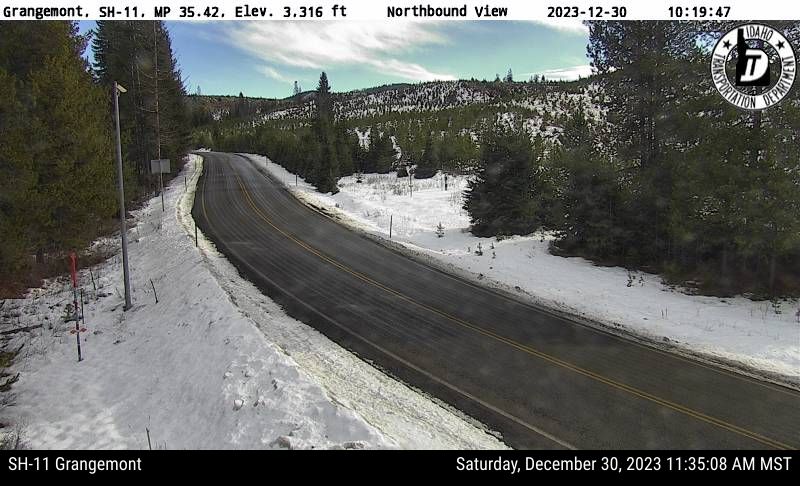 Grangemont, SH-11, MP 35.42, Elev. 3,316 ft Northbound View 2023-12-30 10:19:47
IDAHO
TRANSPORTATION DEPARTMENT
SH-11 Grangemont Saturday, December 30, 2023 11:35:08 AM MST